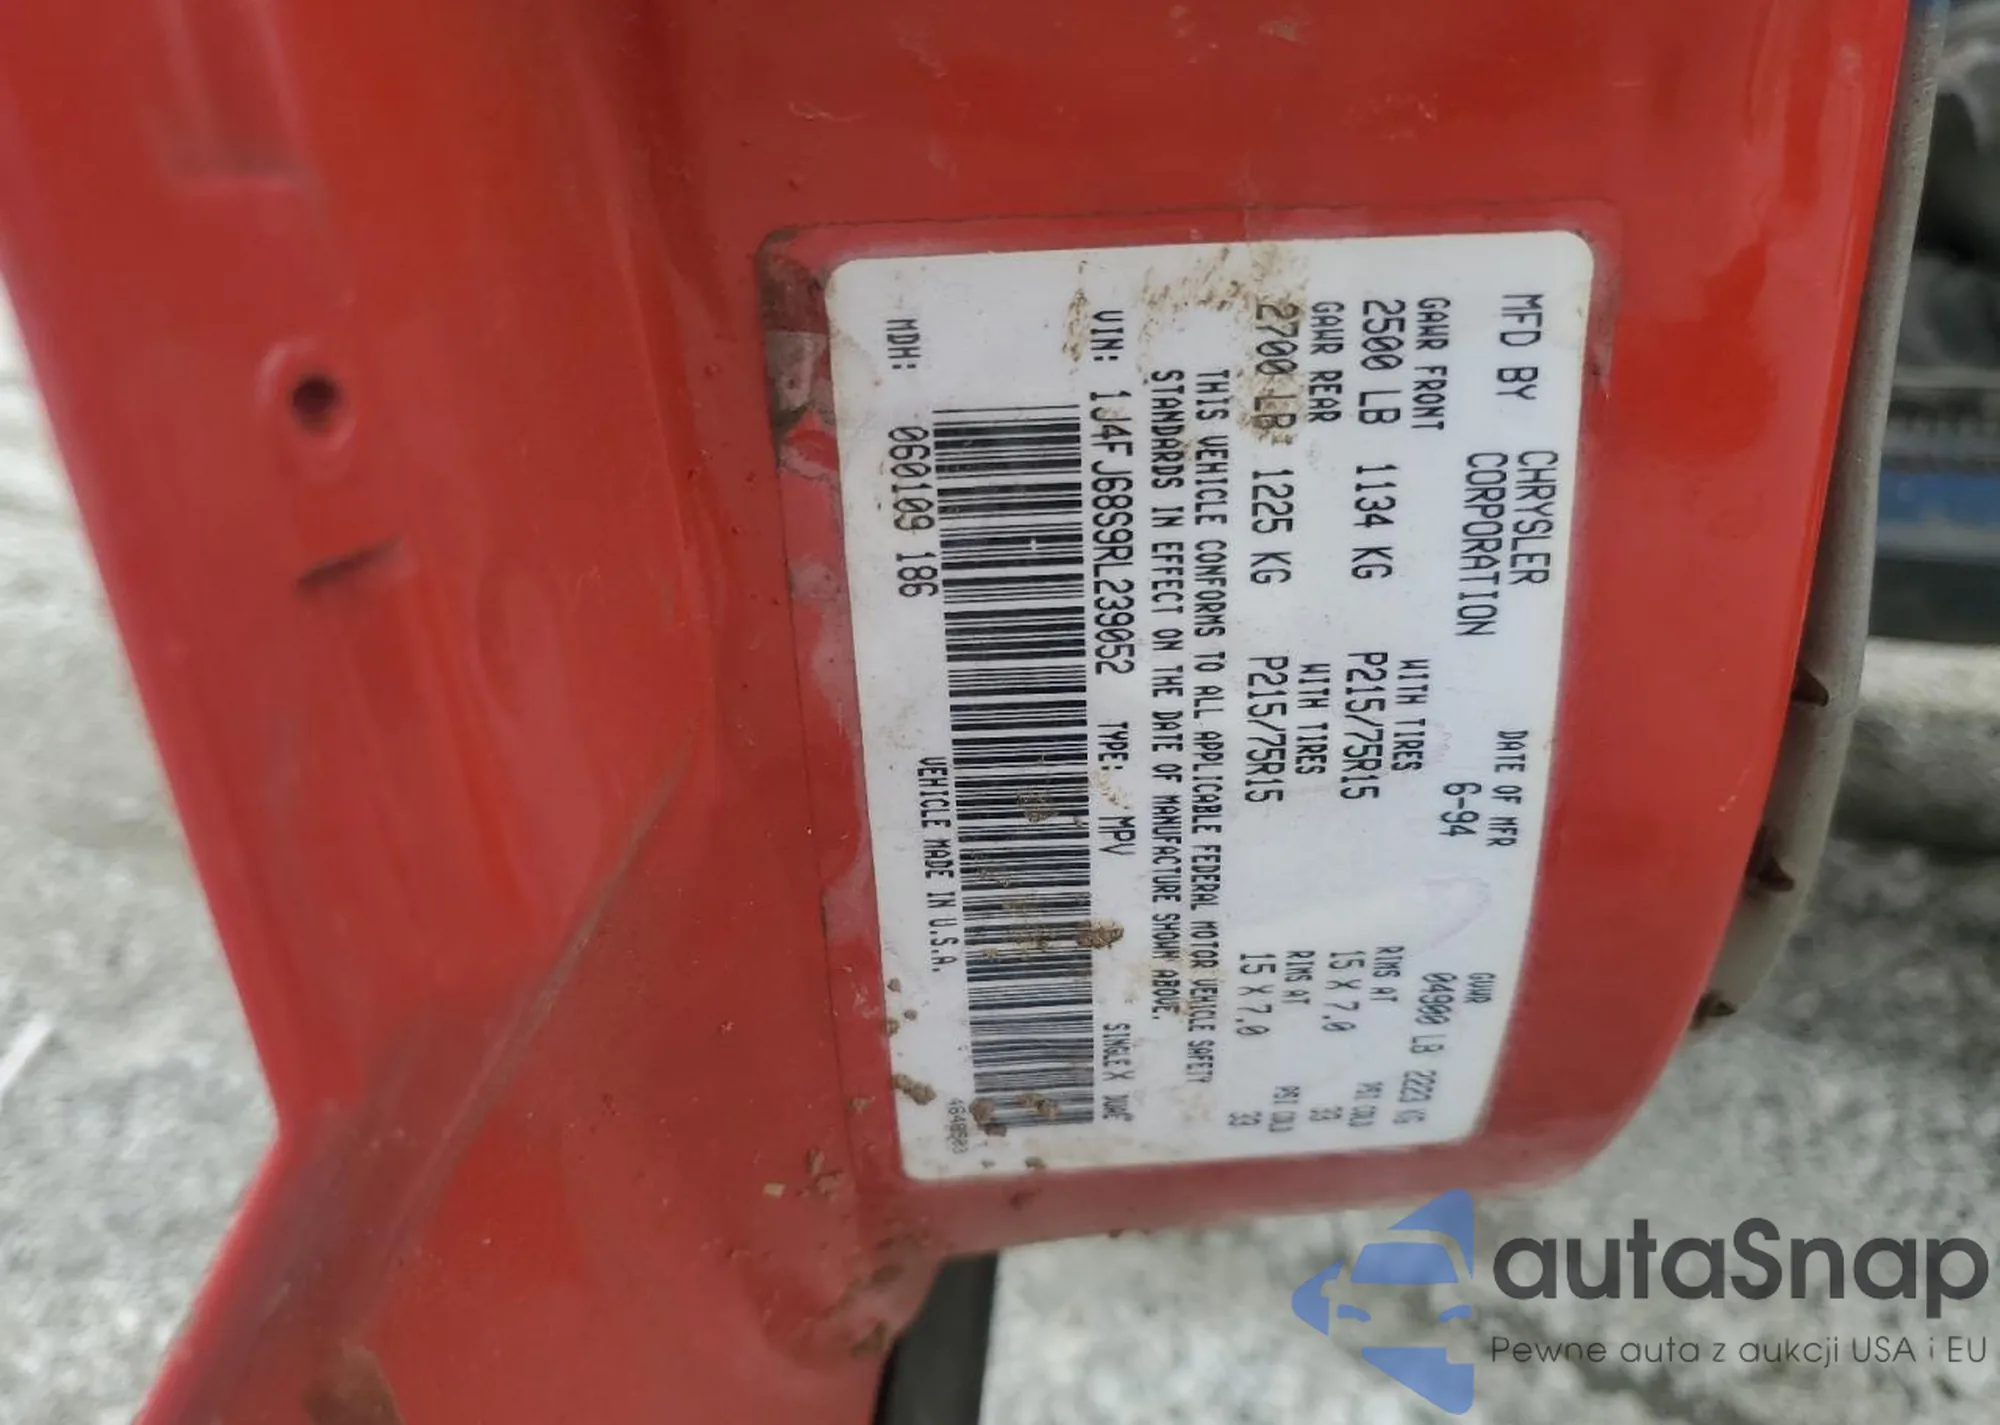 MFD BY CHRYSLER CORPORATION DATE OF MFR 6-94 GVWR 04900 LB 2223 KG
GAWR FRONT WITH TIRES RIMS AT PSI COLD
2500 LB 1134 KG P215/75R15 15 X 7.0 33
GAWR REAR WITH TIRES RIMS AT PSI COLD
2700 LB 1225 KG P215/75R15 15 X 7.0 33
THIS VEHICLE CONFORMS TO ALL APPLICABLE FEDERAL MOTOR VEHICLE SAFETY
STANDARDS IN EFFECT ON THE DATE OF MANUFACTURE SHOWN ABOVE.
VIN: 1J4FJ68S9RL239052 TYPE: MPV SINGLE X DUAL
MDH: 060109 186 VEHICLE MADE IN U.S.A.
autaSnap
Pewne auta z aukcji USA i EU